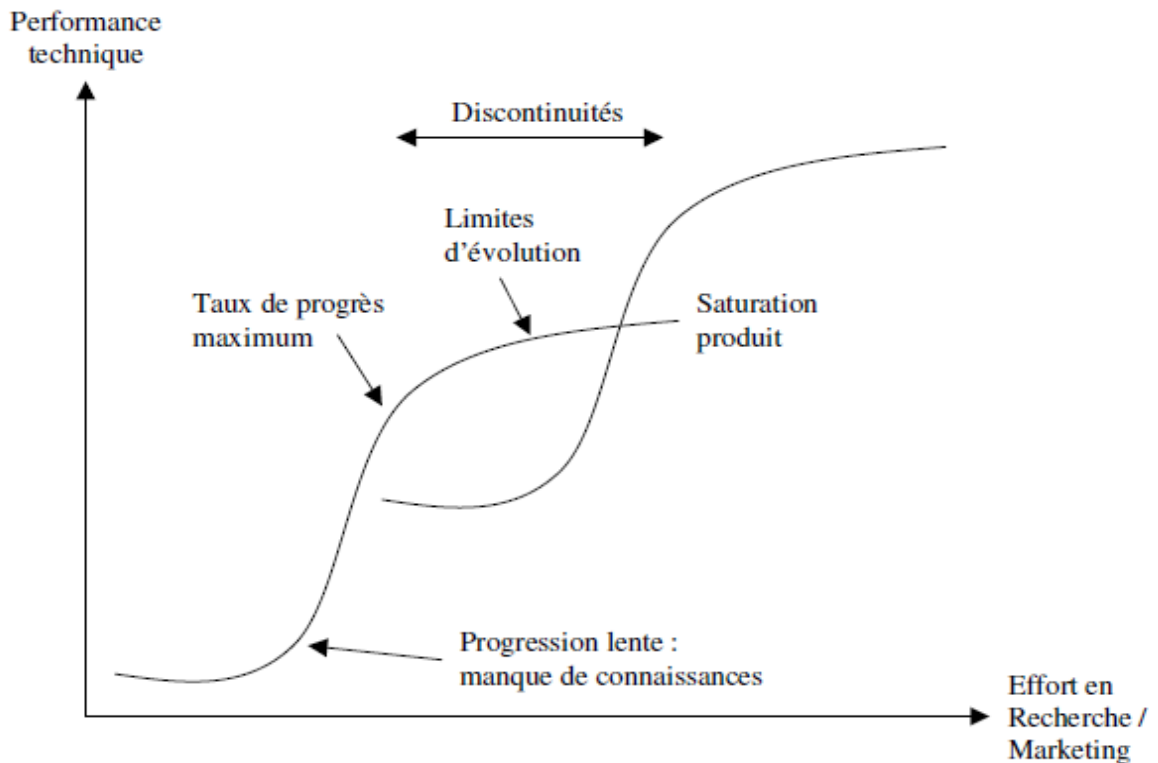 Performance
technique
Discontinuités
Limites
d'évolution
Taux de progrès
maximum
Saturation
produit
Progression lente :
manque de connaissances
Effort en
Recherche /
Marketing